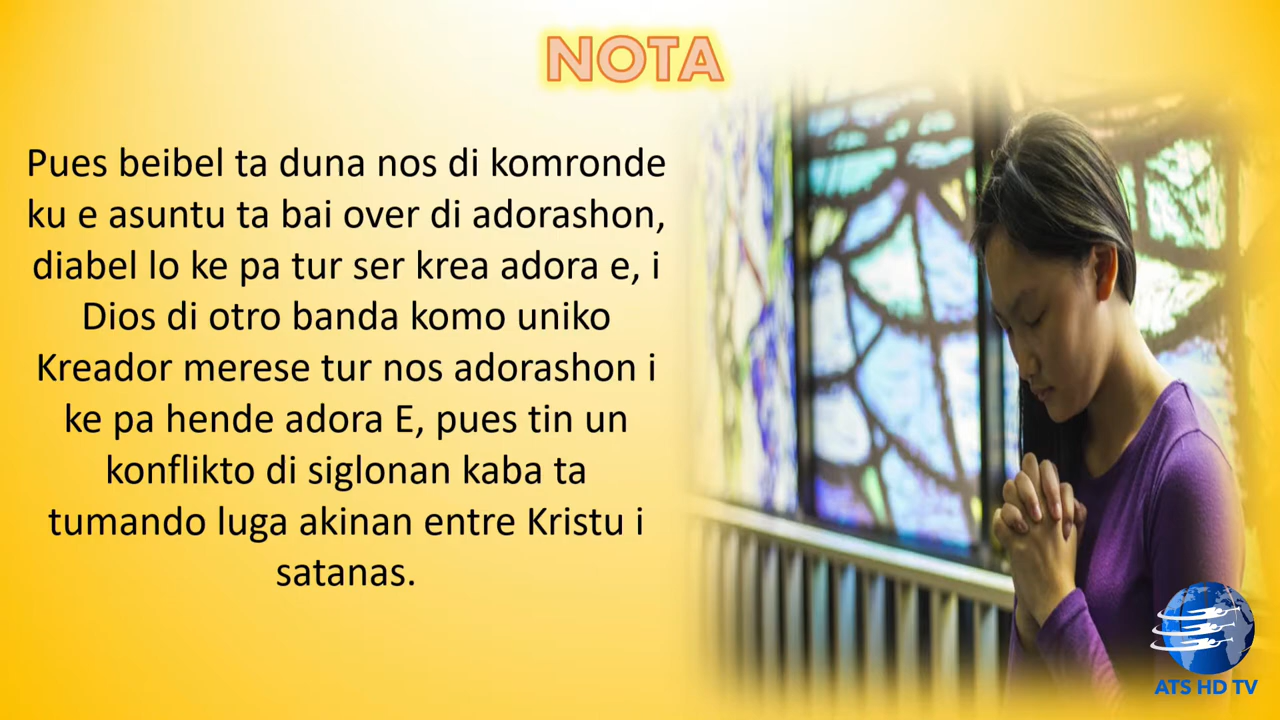 NOTA
Pues beibel ta duna nos di komronde
ku e asuntu ta bai over di adorashon,
diabel lo ke pa tur ser krea adora e, i
Dios di otro banda komo uniko
Kreador merese tur nos adorashon i
ke pa hende adora E, pues tin un
konflikto di siglonan kaba ta
tumando luga akinan entre Kristu i
satanas.
ATS HD TV